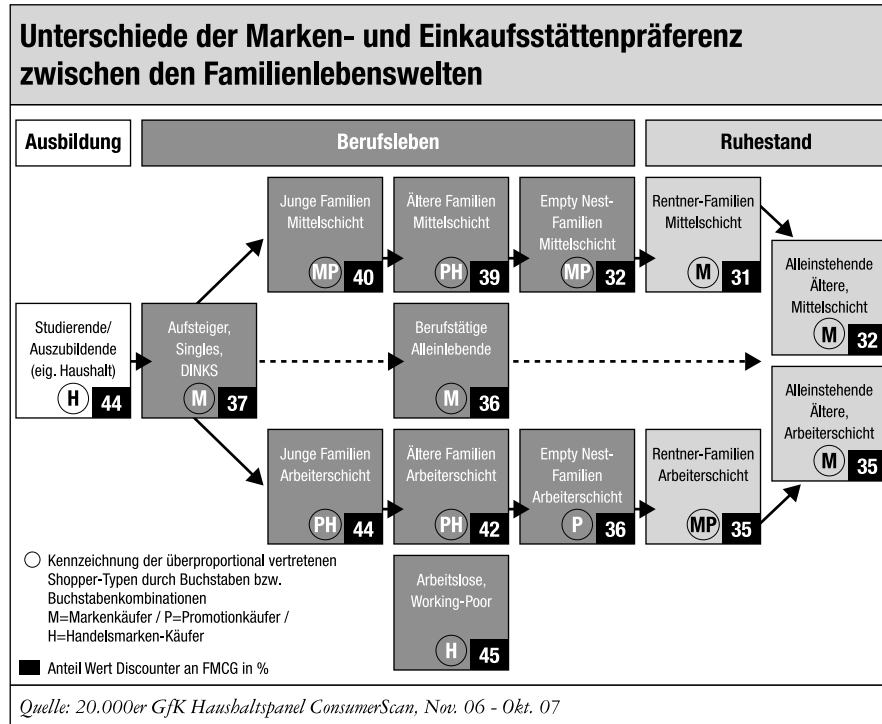 Unterschiede der Marken- und Einkaufsstättenpräferenz
zwischen den Familienlebenswelten
Ausbildung
Berufsleben
Ruhestand
Junge Familien
Mittelschicht
MP 40
Ältere Familien
Mittelschicht
PH 39
Empty Nest-
Familien
Mittelschicht
MP 32
Rentner-Familien
Mittelschicht
M 31
Alleinstehende
Ältere,
Mittelschicht
M 32
Studierende/
Auszubildende
(eig. Haushalt)
H 44
Aufsteiger,
Singles,
DINKS
M 37
Berufstätige
Alleinlebende
M 36
Alleinstehende
Ältere,
Arbeiterschicht
M 35
Junge Familien
Arbeiterschicht
PH 44
Ältere Familien
Arbeiterschicht
PH 42
Empty Nest-
Familien
Arbeiterschicht
P 36
Rentner-Familien
Arbeiterschicht
MP 35
Arbeitslose,
Working-Poor
H 45
Kennzeichnung der überproportional vertretenen
Shopper-Typen durch Buchstaben bzw.
Buchstabenkombinationen
M=Markenkäufer / P=Promotionkäufer /
H=Handelsmarken-Käufer
Anteil Wert Discounter an FMCG in %
Quelle: 20.000er GfK Haushaltspanel ConsumerScan, Nov. 06 - Okt. 07